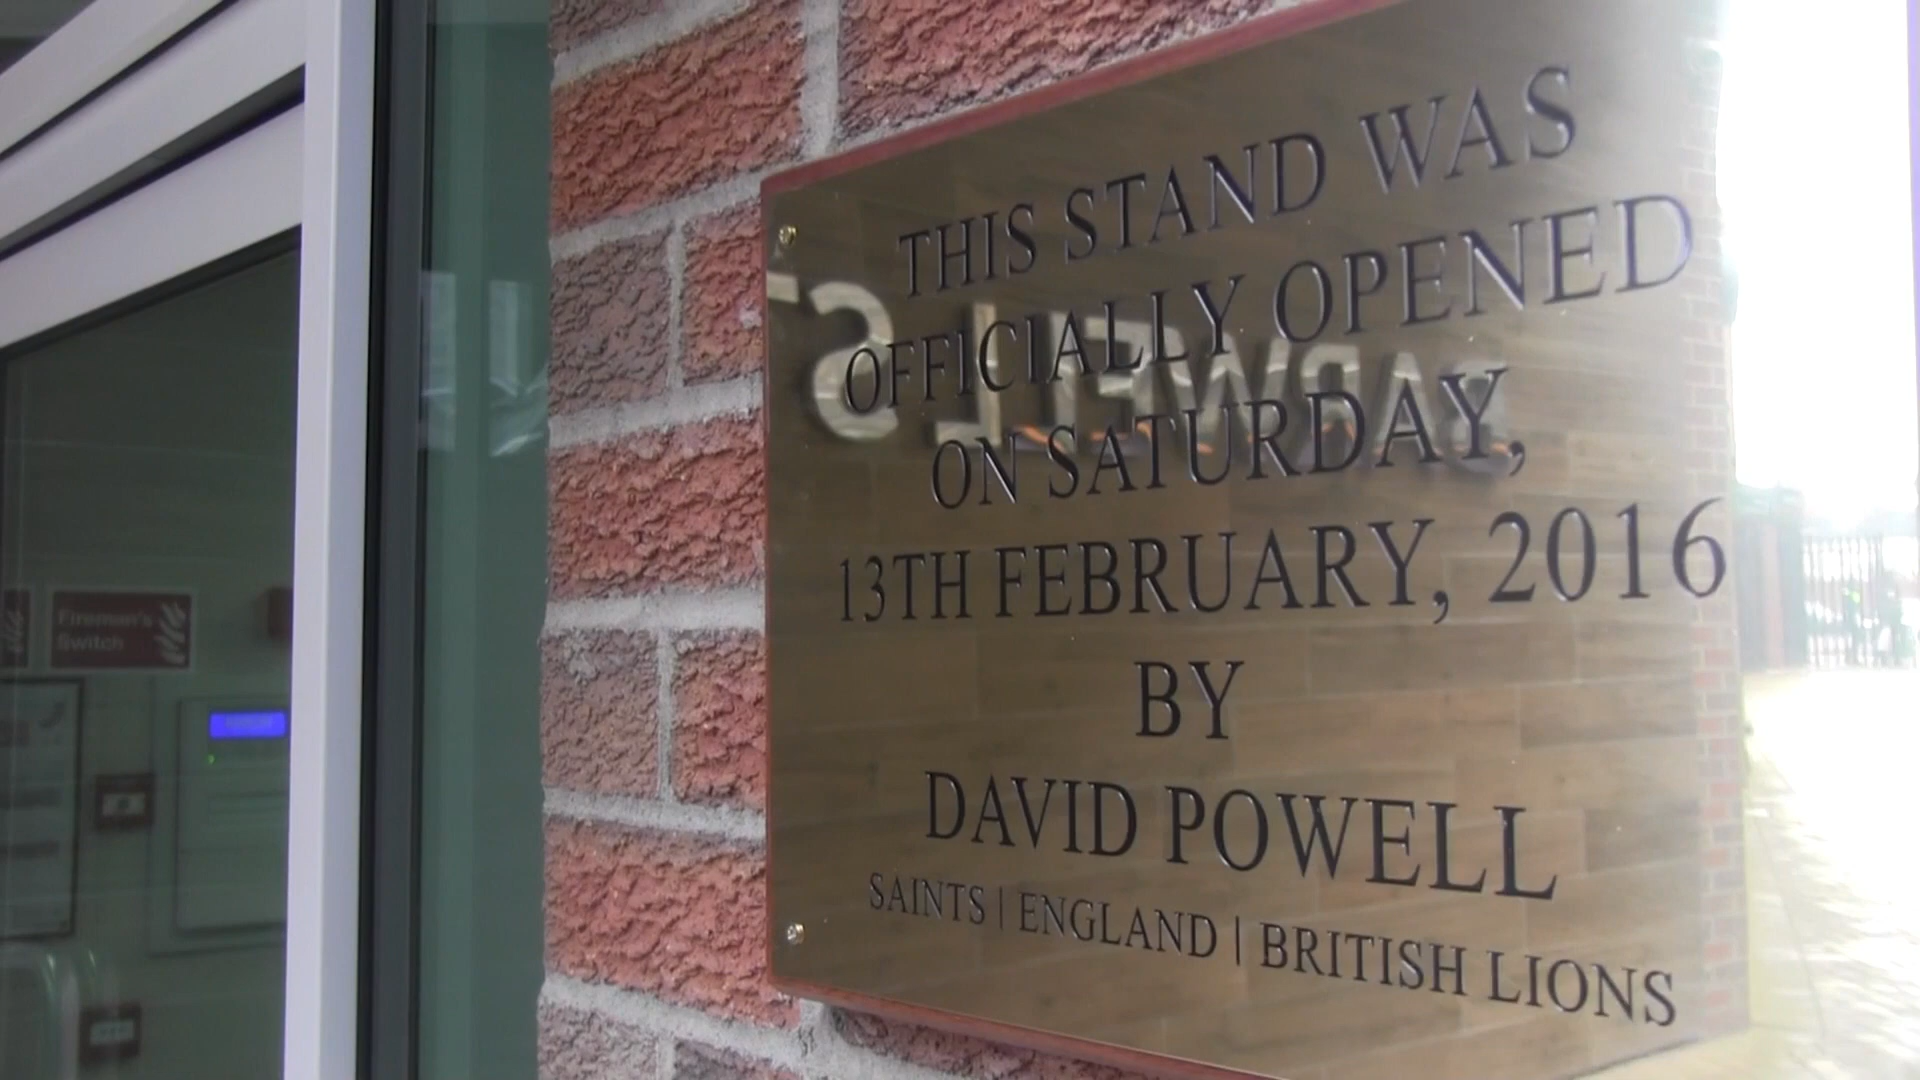 THIS STAND WAS
OFFICIALLY OPENED
ON SATURDAY,
13TH FEBRUARY, 2016
BY
DAVID POWELL
SAINTS | ENGLAND | BRITISH LIONS
BARWELL S
Fireman's
Switch